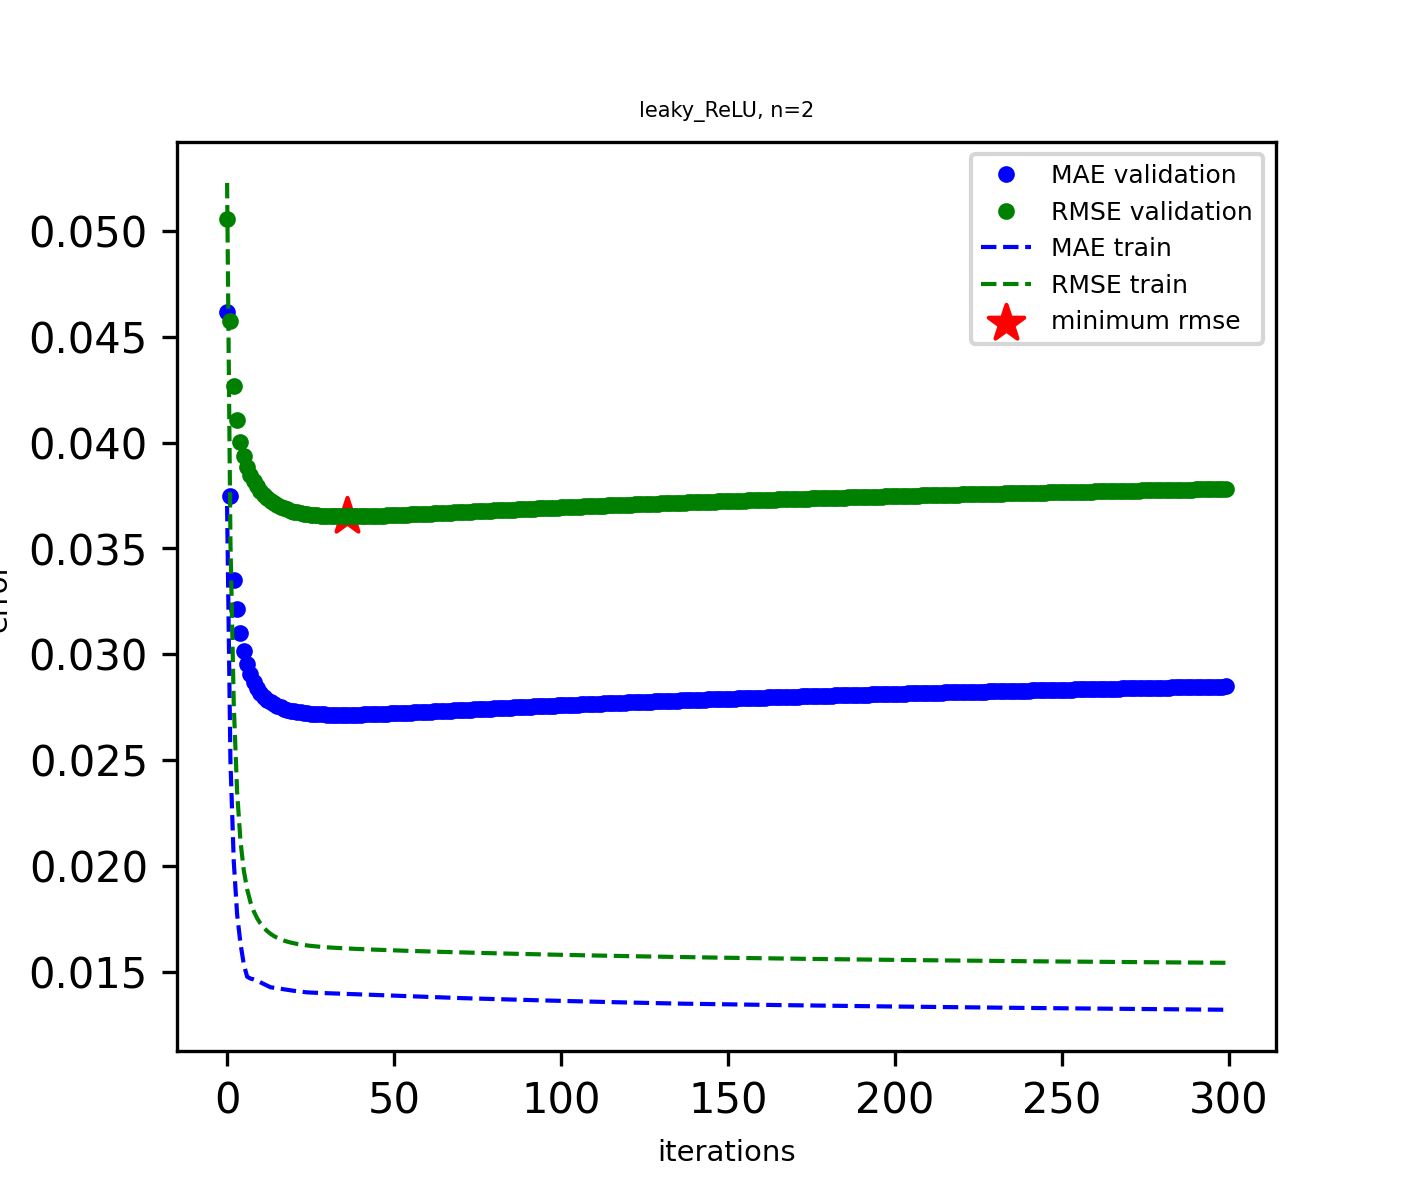 leaky_ReLU, n=2
MAE validation
RMSE validation
MAE train
RMSE train
minimum rmse
0.050
0.045
0.040
0.035
0.030
0.025
0.020
0.015
0 50 100 150 200 250 300
iterations